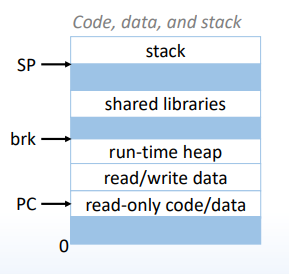 Code, data, and stack
stack
SP
shared libraries
brk
run-time heap
read/write data
PC
read-only code/data
0